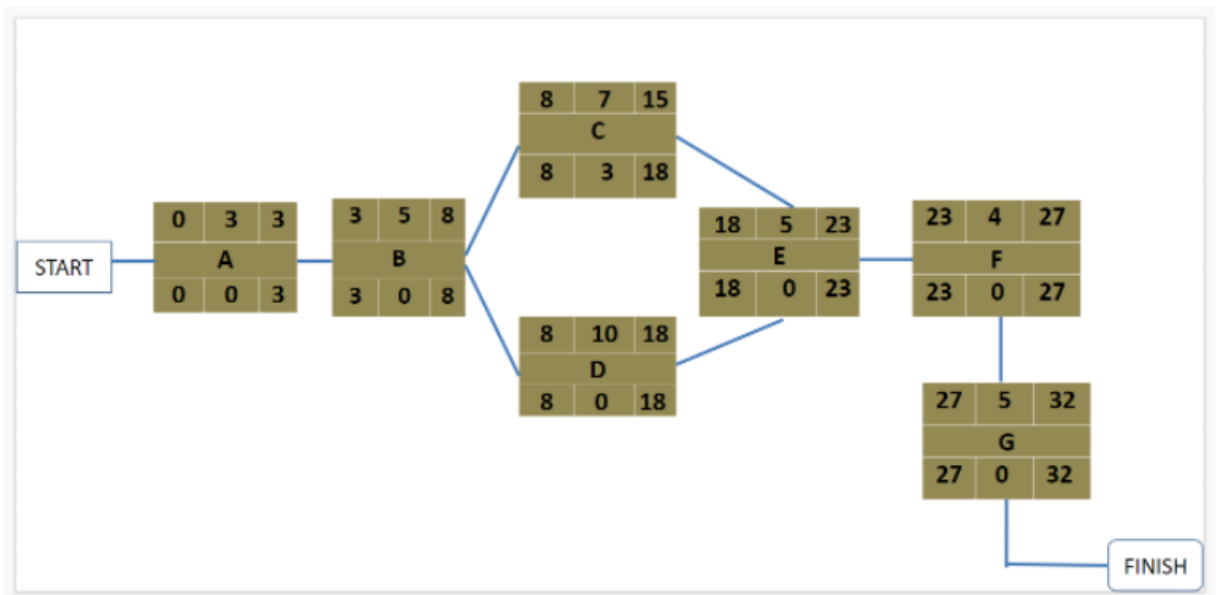 START
0 3 3
A
0 0 3
3 5 8
B
3 0 8
8 7 15
C
8 3 18
8 10 18
D
8 0 18
18 5 23
E
18 0 23
23 4 27
F
23 0 27
27 5 32
G
27 0 32
FINISH